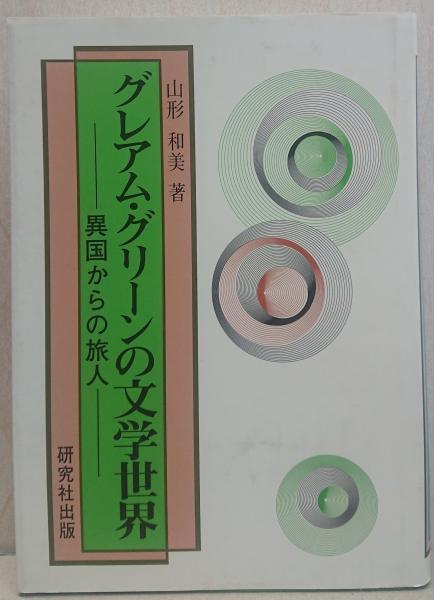 山形 和美 著
グレアム・グリーンの文学世界
――異国からの旅人――
研究社出版